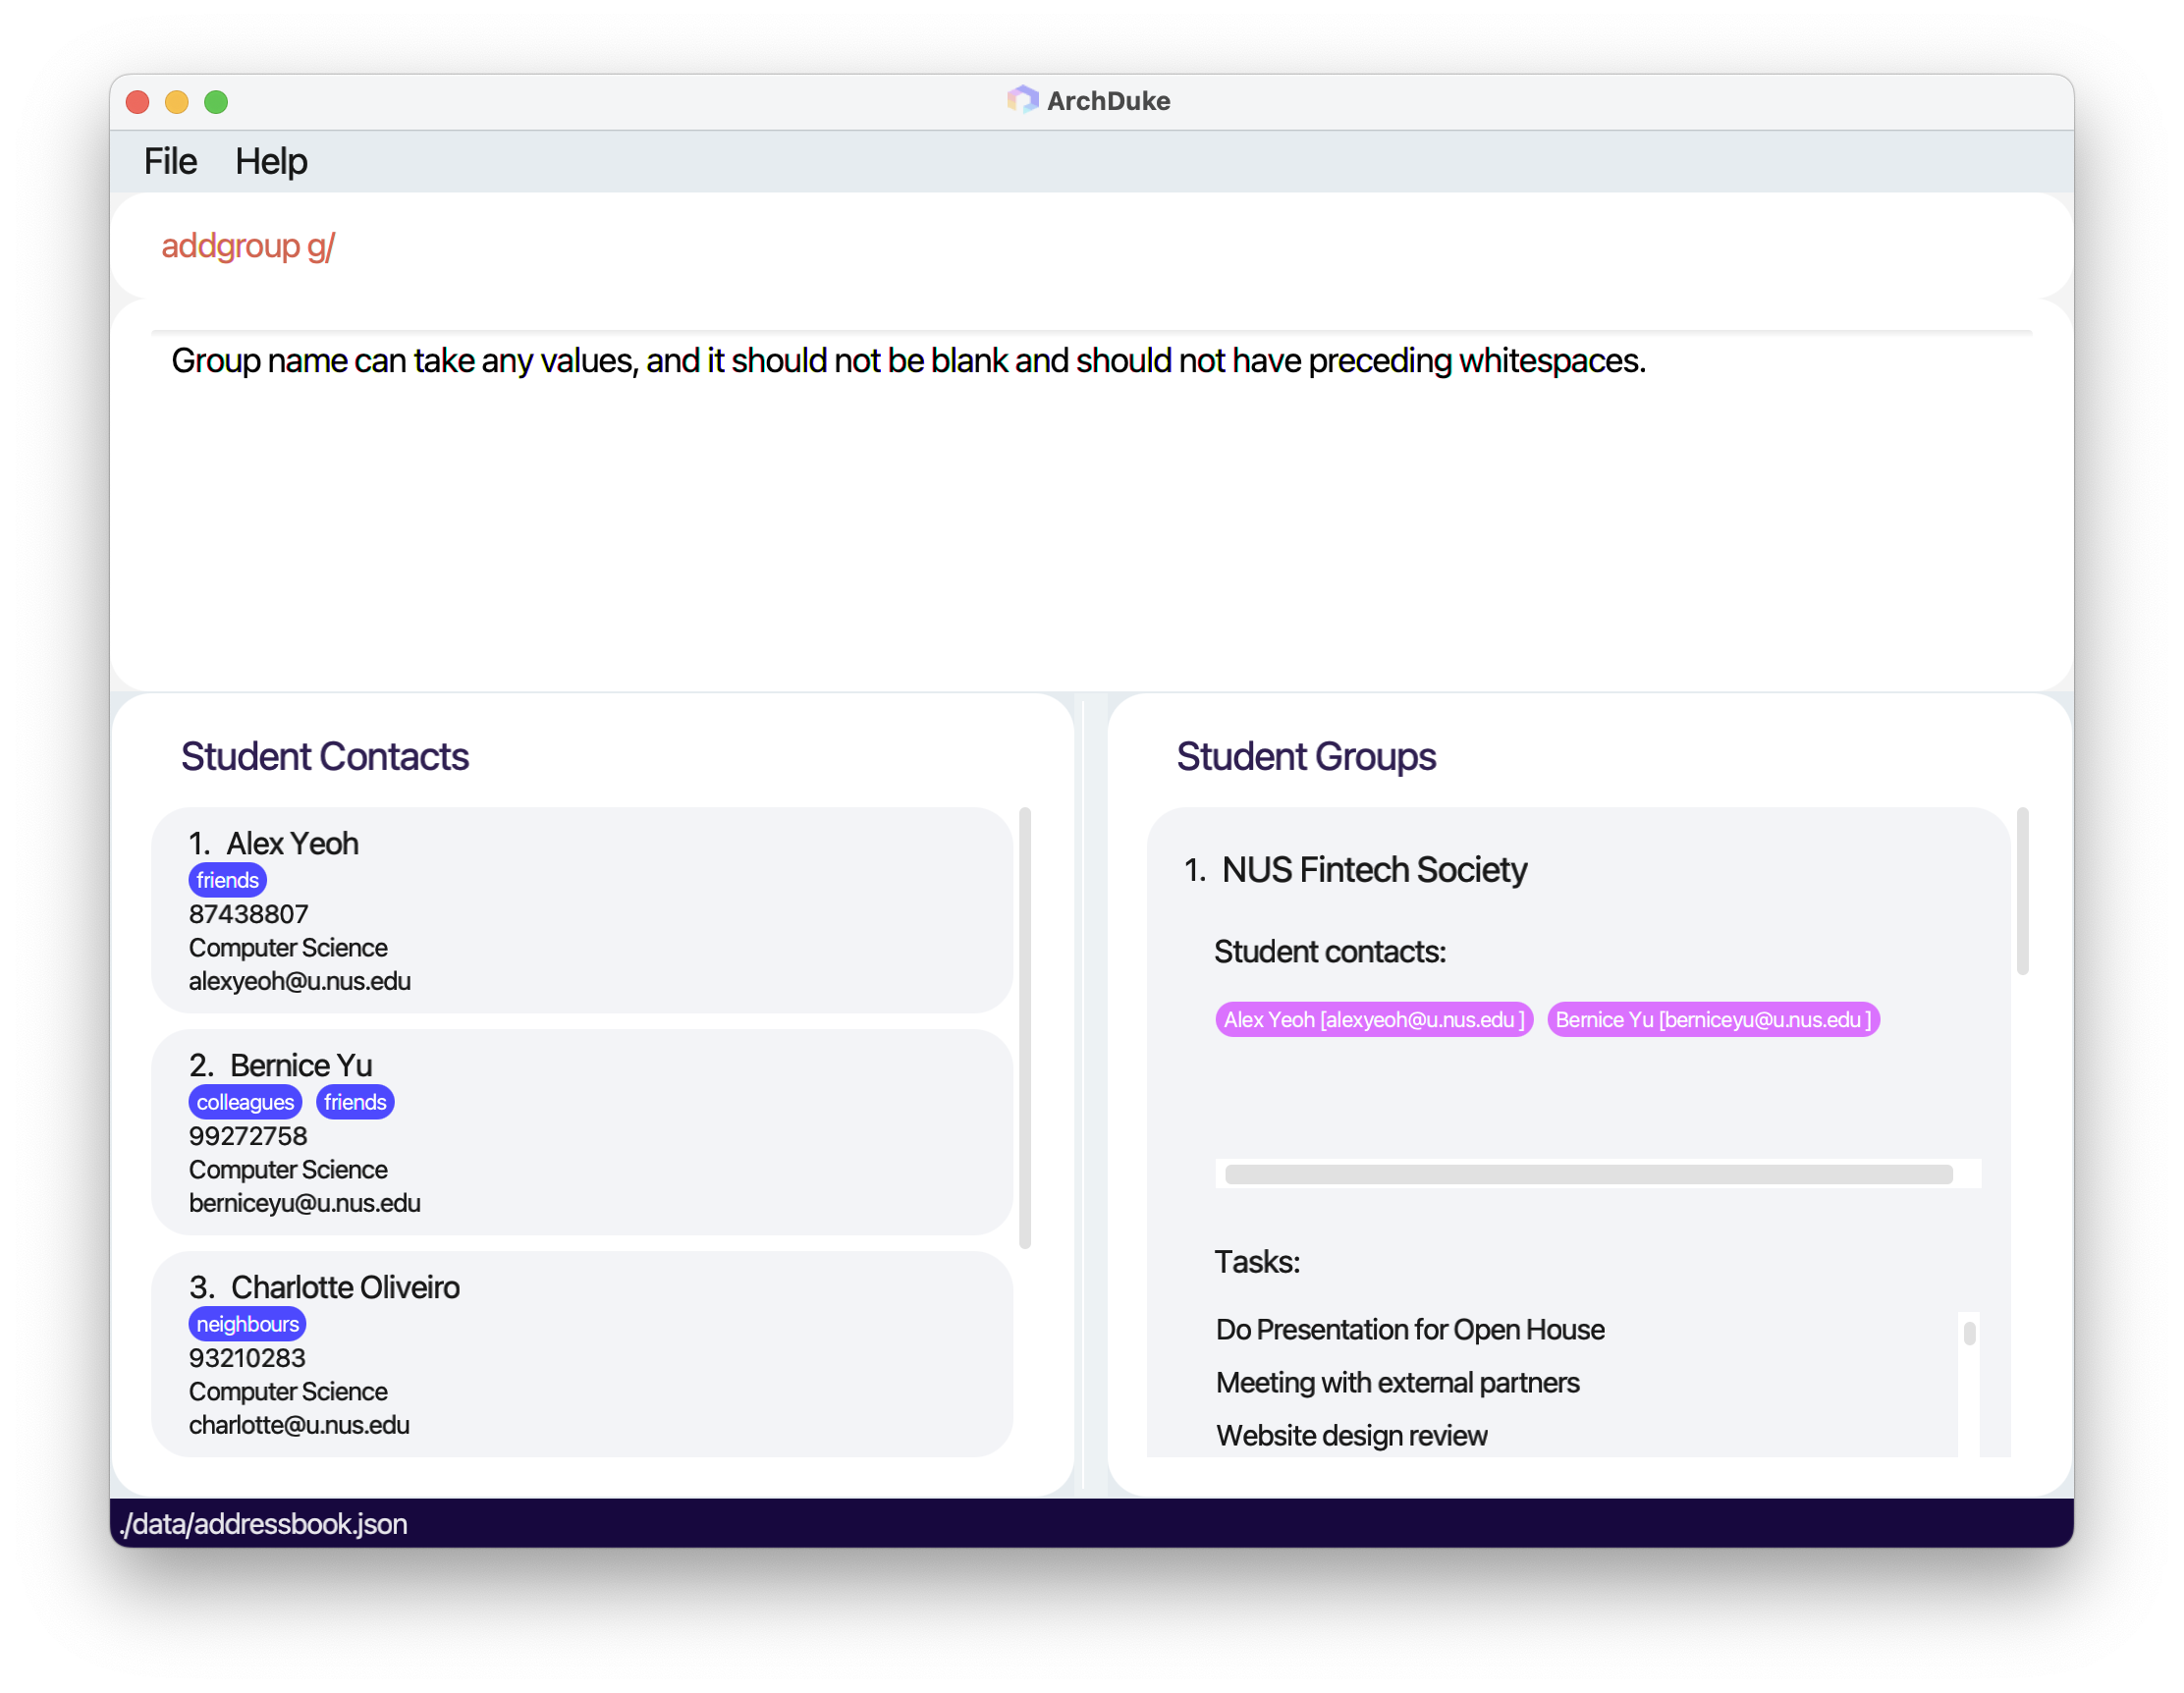 ArchDuke
File Help
addgroup g/
Group name can take any values, and it should not be blank and should not have preceding whitespaces.
Student Contacts
1. Alex Yeoh
friends
87438807
Computer Science
alexyeoh@u.nus.edu
2. Bernice Yu
colleagues friends
99272758
Computer Science
berniceyu@u.nus.edu
3. Charlotte Oliveiro
neighbours
93210283
Computer Science
charlotte@u.nus.edu
Student Groups
1. NUS Fintech Society
Student contacts:
Alex Yeoh [alexyeoh@u.nus.edu ] Bernice Yu [berniceyu@u.nus.edu ]
Tasks:
Do Presentation for Open House
Meeting with external partners
Website design review
./data/addressbook.json